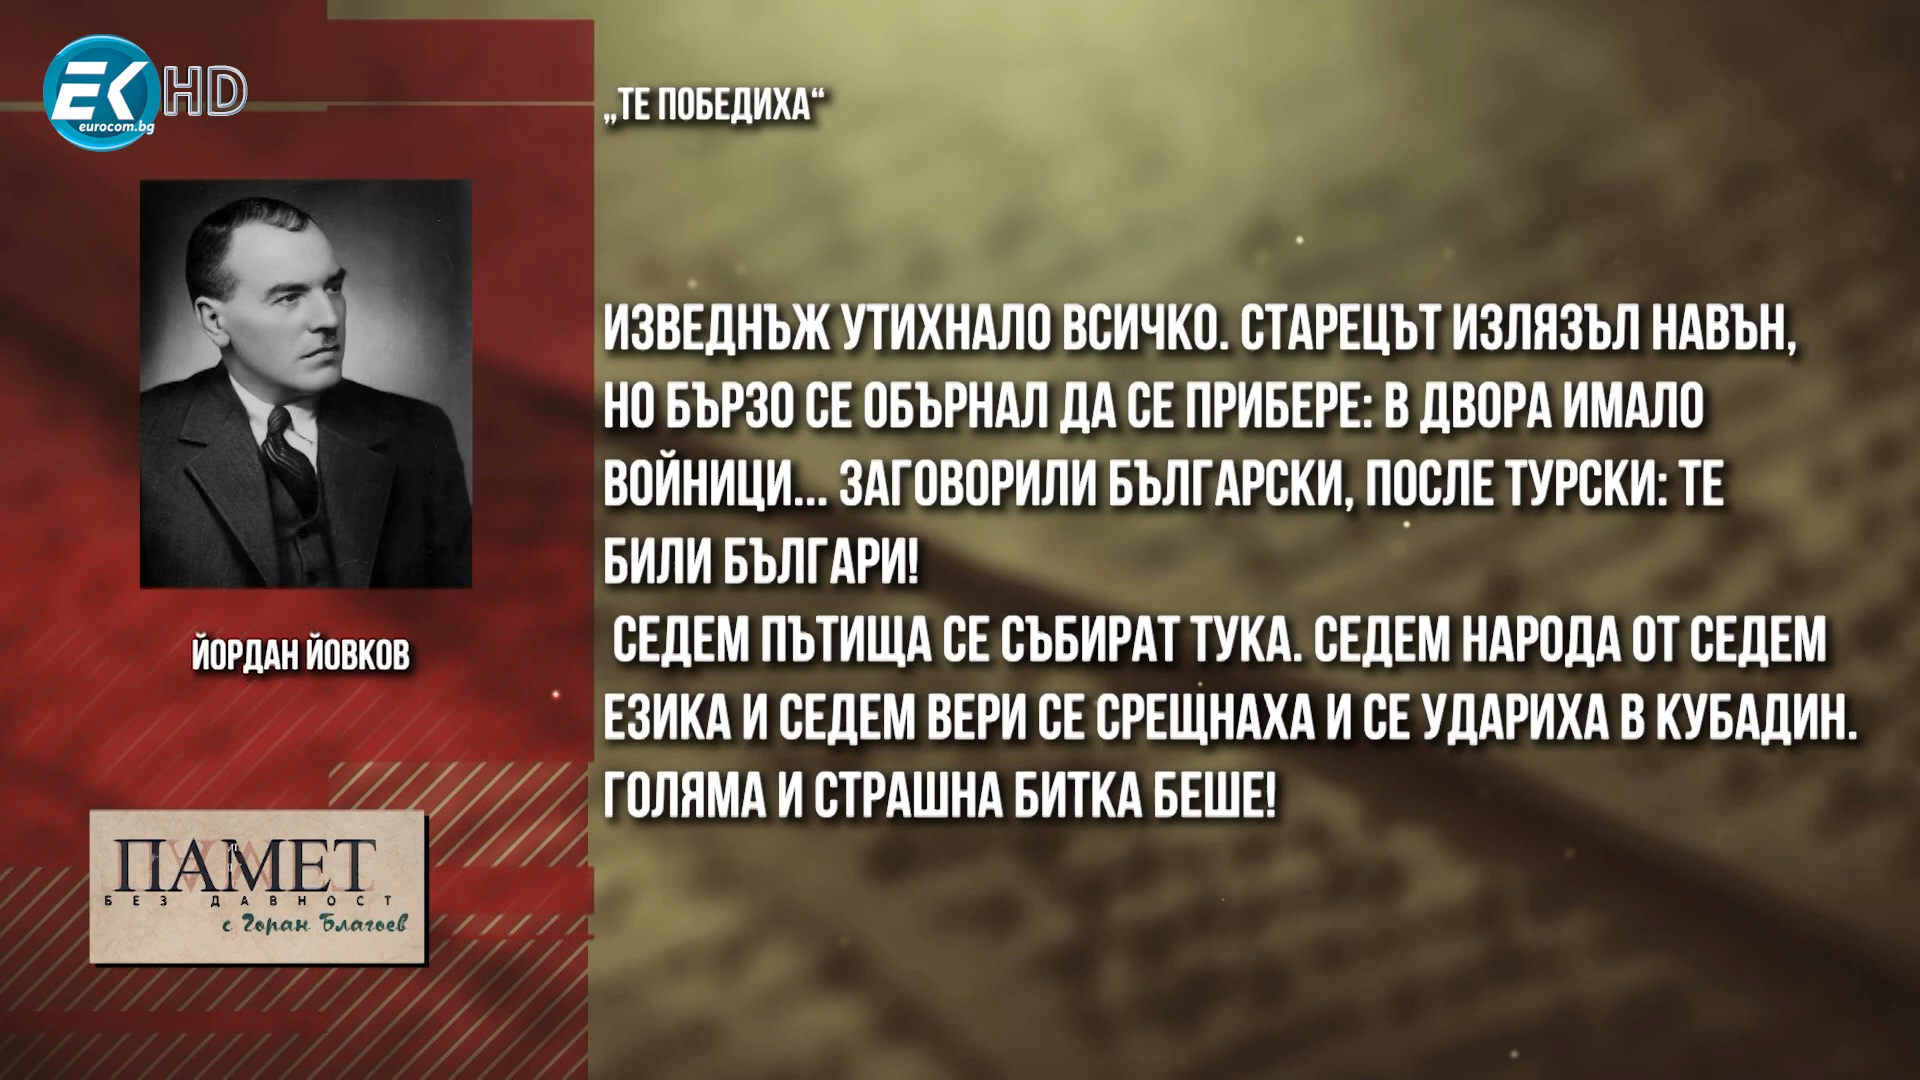 EK HD
eurocom.bg
„ТЕ ПОБЕДИХА“
ИЗВЕДНЪЖ УТИХНАЛО ВСИЧКО. СТАРЕЦЪТ ИЗЛЯЗЪЛ НАВЪН,
НО БЪРЗО СЕ ОБЪРНАЛ ДА СЕ ПРИБЕРЕ: В ДВОРА ИМАЛО
ВОЙНИЦИ... ЗАГОВОРИЛИ БЪЛГАРСКИ, ПОСЛЕ ТУРСКИ: ТЕ
БИЛИ БЪЛГАРИ!
СЕДЕМ ПЪТИЩА СЕ СЪБИРАТ ТУКА. СЕДЕМ НАРОДА ОТ СЕДЕМ
ЕЗИКА И СЕДЕМ ВЕРИ СЕ СРЕЩНАХА И СЕ УДАРИХА В КУБАДИН.
ГОЛЯМА И СТРАШНА БИТКА БЕШЕ!
ЙОРДАН ЙОВКОВ
ПАМЕТ
БЕЗ ДАВНОСТ
с Горан Благоев